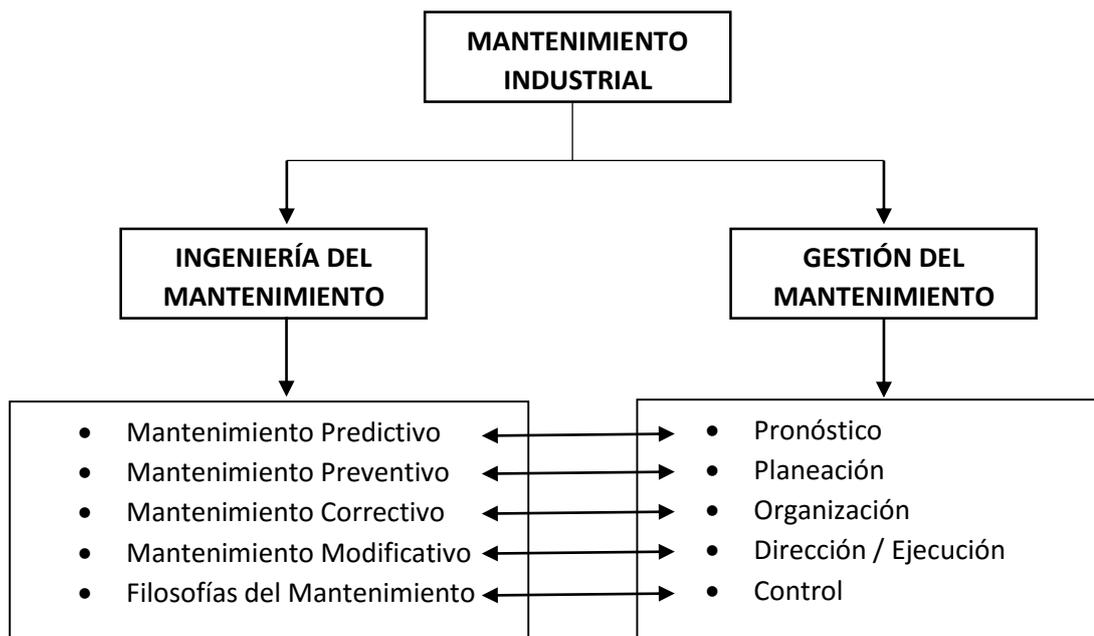 MANTENIMIENTO
INDUSTRIAL
INGENIERÍA DEL
MANTENIMIENTO
GESTIÓN DEL
MANTENIMIENTO
• Mantenimiento Predictivo
• Mantenimiento Preventivo
• Mantenimiento Correctivo
• Mantenimiento Modificativo
• Filosofías del Mantenimiento
• Pronóstico
• Planeación
• Organización
• Dirección / Ejecución
• Control